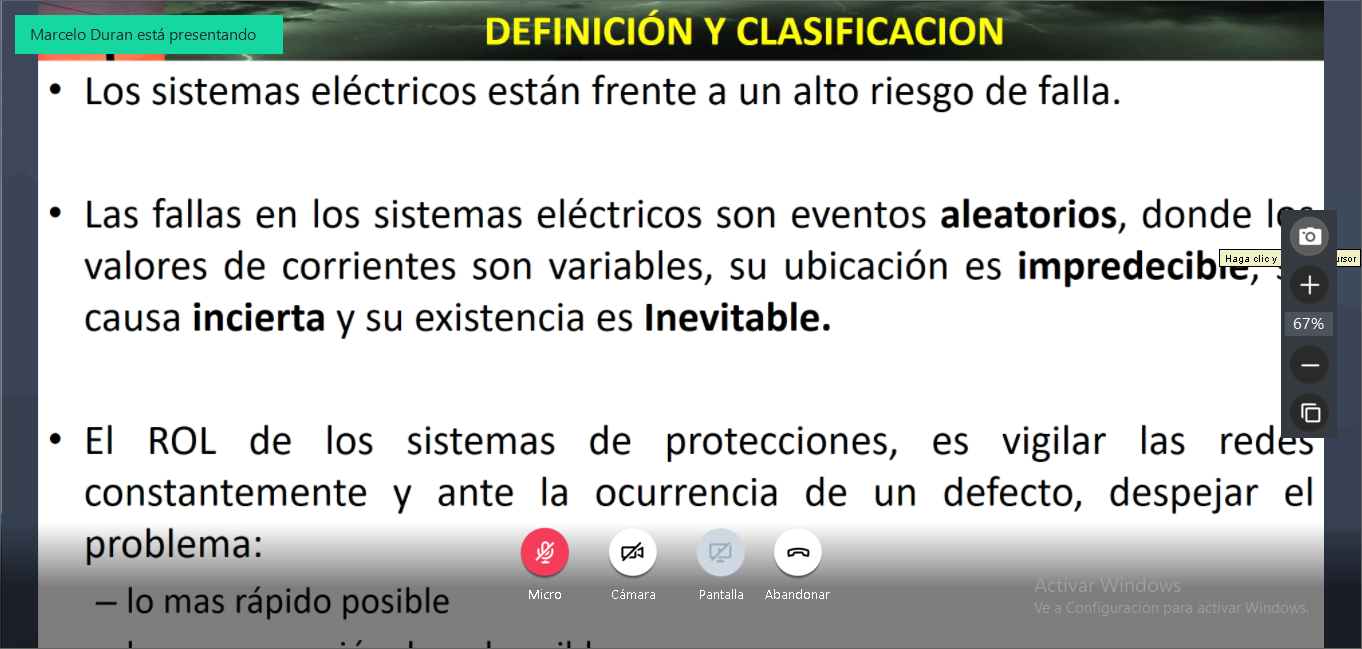 Marcelo Duran está presentando
DEFINICIÓN Y CLASIFICACION
• Los sistemas eléctricos están frente a un alto riesgo de falla.
• Las fallas en los sistemas eléctricos son eventos aleatorios, donde los
valores de corrientes son variables, su ubicación es impredecible,
causa incierta y su existencia es Inevitable.
• El ROL de los sistemas de protecciones, es vigilar las redes
constantemente y ante la ocurrencia de un defecto, despejar el
problema:
– lo mas rápido posible
Haga clic y
67%
Micro
Cámara
Pantalla
Abandonar
Activar Windows
Ve a Configuración para activar Windows.